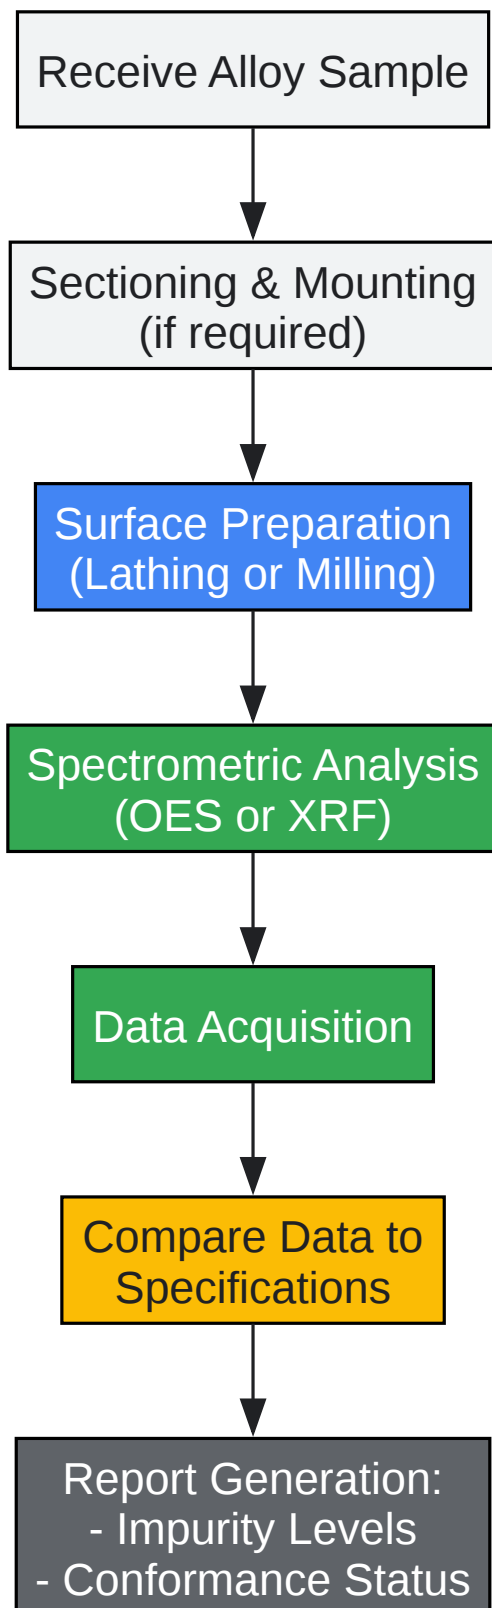 Receive Alloy Sample
Sectioning & Mounting
(if required)
Surface Preparation
(Lathing or Milling)
Spectrometric Analysis
(OES or XRF)
Data Acquisition
Compare Data to
Specifications
Report Generation:
- Impurity Levels
- Conformance Status